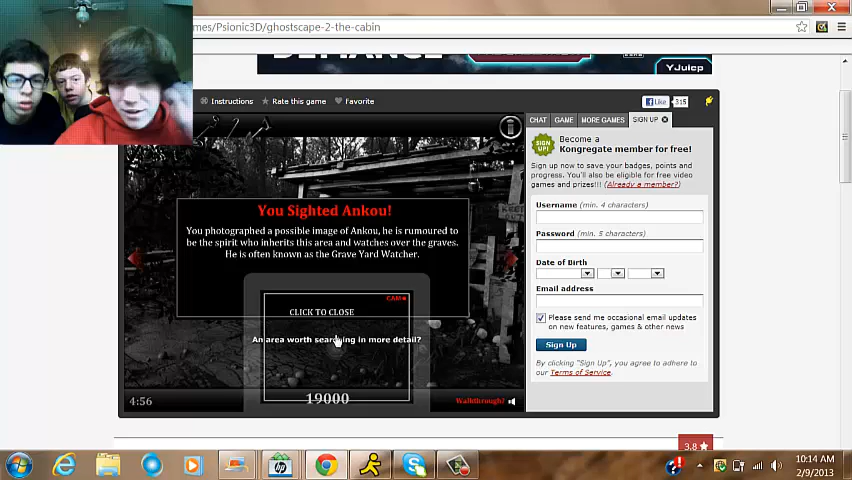 mes/Psionic3D/ghostscape-2-the-cabin
DEFIANCE
YJuiep
Instructions
Rate this game
Favorite
Like
315
CHAT
GAME
MORE GAMES
SIGN UP
SIGN UP!
Become a
Kongregate member for free!
Sign up now to save your badges, points and
progress. You'll also be eligible for free video
games and prizes!!! (Already a member?)
Username (min. 4 characters)
Password (min. 5 characters)
Date of Birth
Email address
Please send me occasional email updates
on new features, games & other news
Sign Up
By clicking "Sign Up", you agree to adhere to
our Terms of Service.
You Sighted Ankou!
You photographed a possible image of Ankou, he is rumoured to
be the spirit who inherits this area and watches over the graves.
He is often known as the Grave Yard Watcher.
CAM
CLICK TO CLOSE
An area worth searching in more detail?
19000
4:56
Walkthrough?
3.8
10:14 AM
2/9/2013